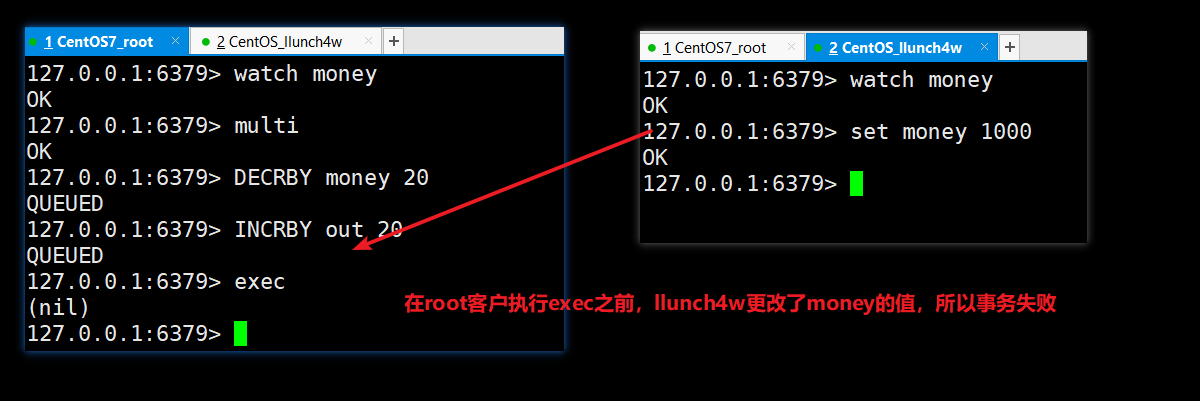 1 CentOS7_root × 2 CentOS_llunch4w × +
127.0.0.1:6379> watch money
OK
127.0.0.1:6379> multi
OK
127.0.0.1:6379> DECRBY money 20
QUEUED
127.0.0.1:6379> INCRBY out 20
QUEUED
127.0.0.1:6379> exec
(nil)
127.0.0.1:6379>
1 CentOS7_root × 2 CentOS_llunch4w × +
127.0.0.1:6379> watch money
OK
127.0.0.1:6379> set money 1000
OK
127.0.0.1:6379>
在root客户执行exec之前，llunch4w更改了money的值，所以事务失败